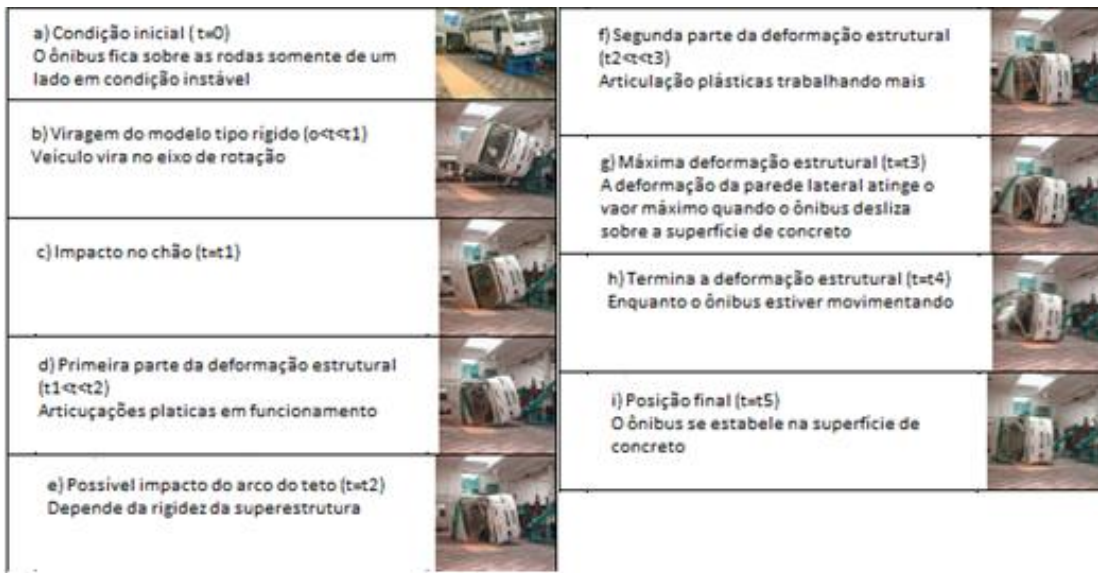 a) Condição inicial ( t=0)
O ônibus fica sobre as rodas somente de um
lado em condição instável
b) Viragem do modelo tipo rígido (o<t<t1)
Veículo vira no eixo de rotação
c) Impacto no chão (t=t1)
d) Primeira parte da deformação estrutural
(t1<t<t2)
Articuçações platicas em funcionamento
e) Possível impacto do arco do teto (t=t2)
Depende da rigidez da superestrutura
f) Segunda parte da deformação estrutural
(t2<t<t3)
Articulação plásticas trabalhando mais
g) Máxima deformação estrutural (t=t3)
A deformação da parede lateral atinge o
vaor máximo quando o ônibus desliza
sobre a superfície de concreto
h) Termina a deformação estrutural (t=t4)
Enquanto o ônibus estiver movimentando
i) Posição final (t=t5)
O ônibus se estabele na superfície de
concreto